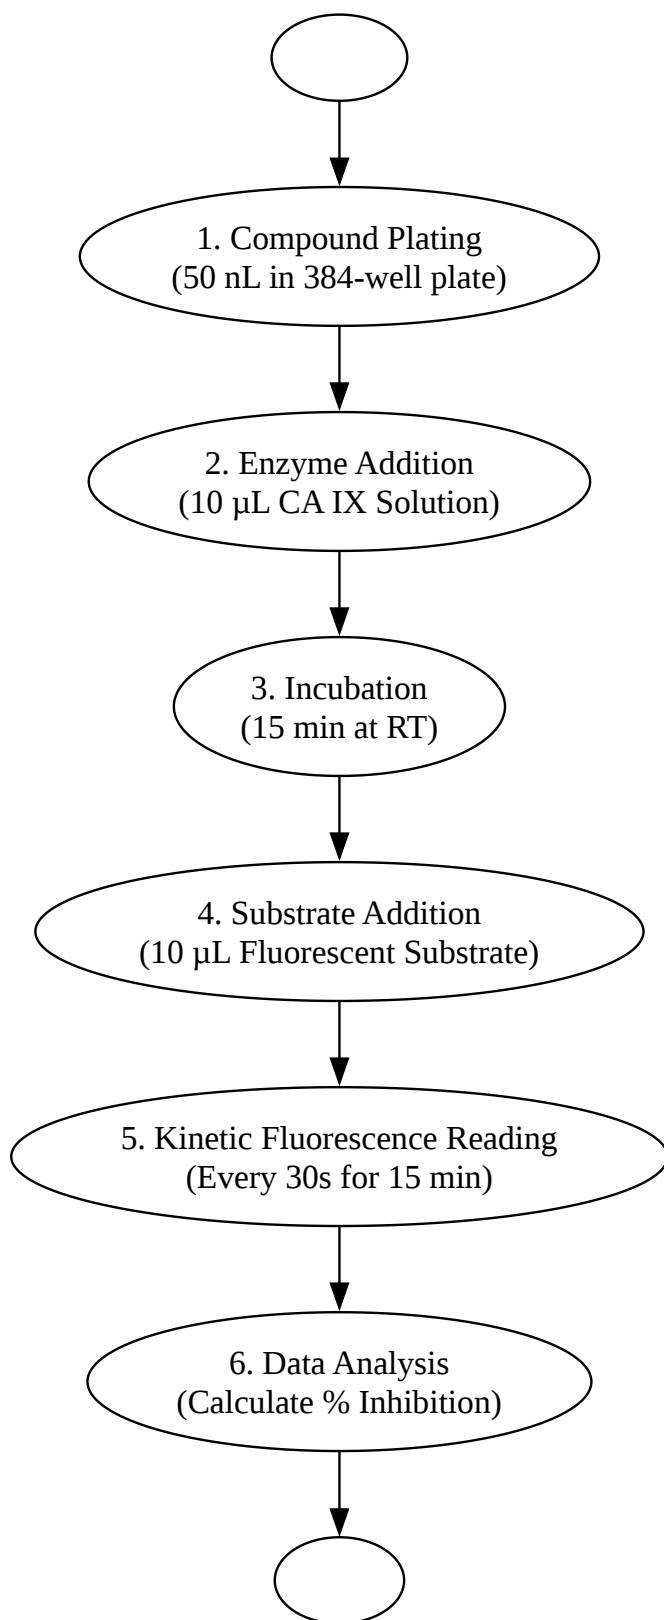 1. Compound Plating
(50 nL in 384-well plate)
2. Enzyme Addition
(10 µL CA IX Solution)
3. Incubation
(15 min at RT)
4. Substrate Addition
(10 µL Fluorescent Substrate)
5. Kinetic Fluorescence Reading
(Every 30s for 15 min)
6. Data Analysis
(Calculate % Inhibition)